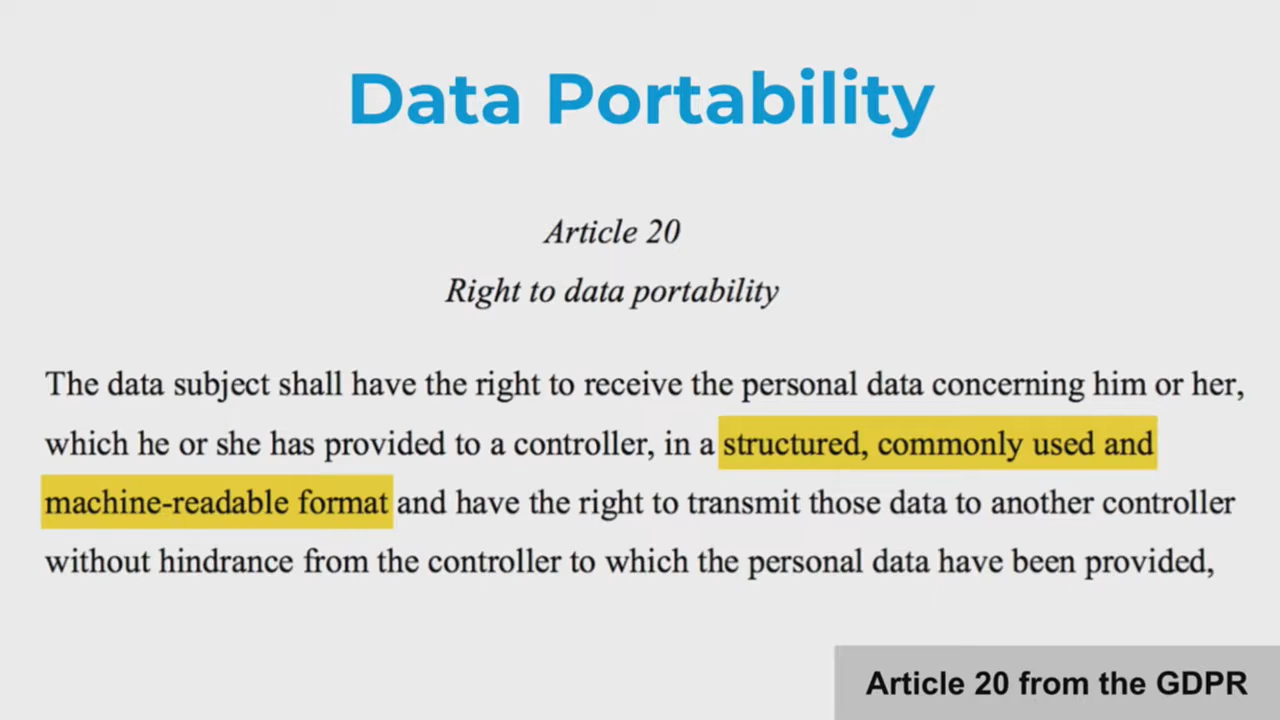 Data Portability
Article 20
Right to data portability
The data subject shall have the right to receive the personal data concerning him or her,
which he or she has provided to a controller, in a structured, commonly used and
machine-readable format and have the right to transmit those data to another controller
without hindrance from the controller to which the personal data have been provided,
Article 20 from the GDPR